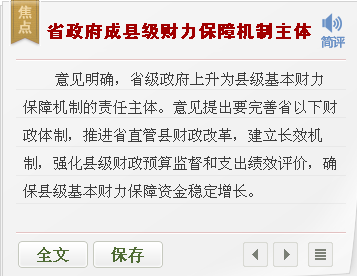 焦点
省政府成县级财力保障机制主体
简评
意见明确，省级政府上升为县级基本财力
保障机制的责任主体。意见提出要完善省以下财
政体制，推进省直管县财政改革，建立长效机
制，强化县级财政预算监督和支出绩效评价，确
保县级基本财力保障资金稳定增长。
全文
保存